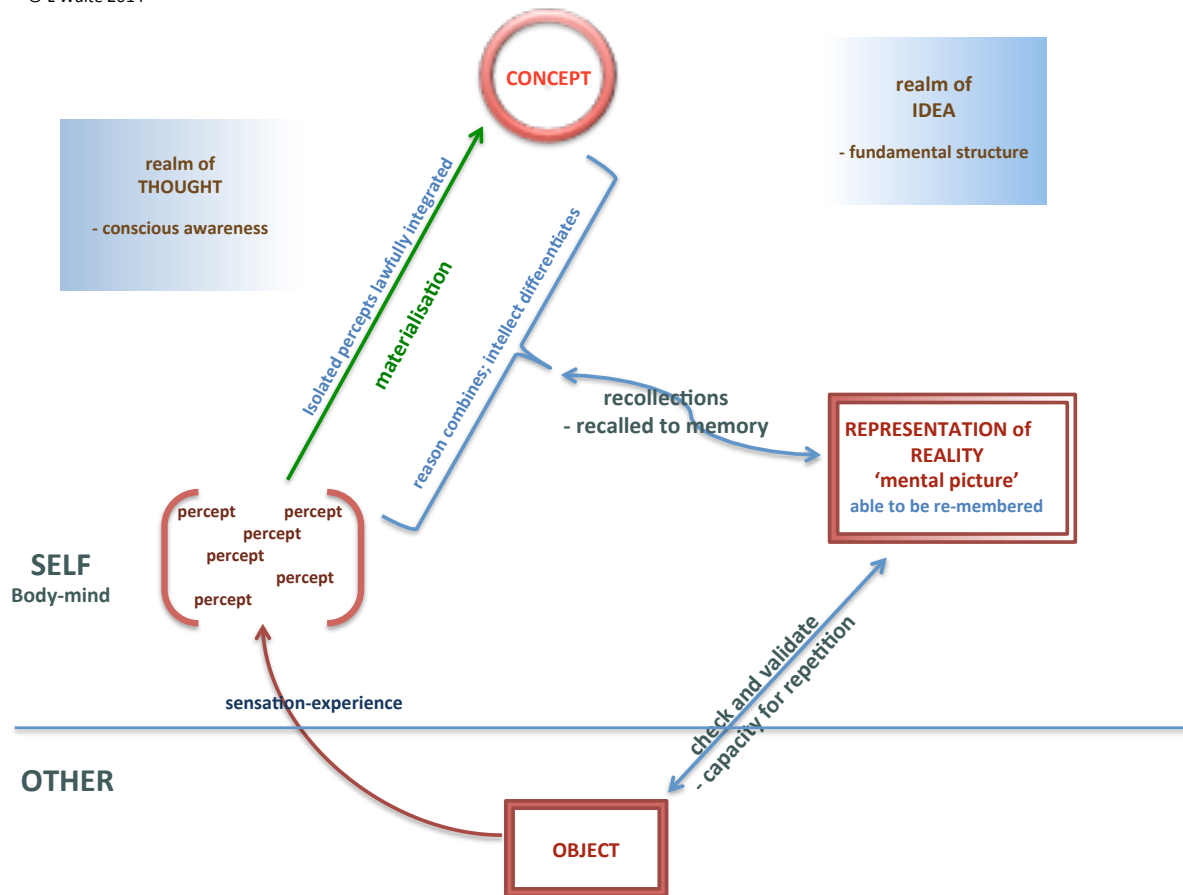 © L Waite 2014
CONCEPT
realm of
IDEA
- fundamental structure
realm of
THOUGHT
- conscious awareness
Isolated percepts lawfully integrated
materialisation
reason combines; intellect differentiates
recollections
- recalled to memory
REPRESENTATION of
REALITY
‘mental picture’
able to be re-membered
percept
percept
percept
percept
percept
percept
SELF
Body-mind
check and validate
- capacity for repetition
sensation-experience
OTHER
OBJECT